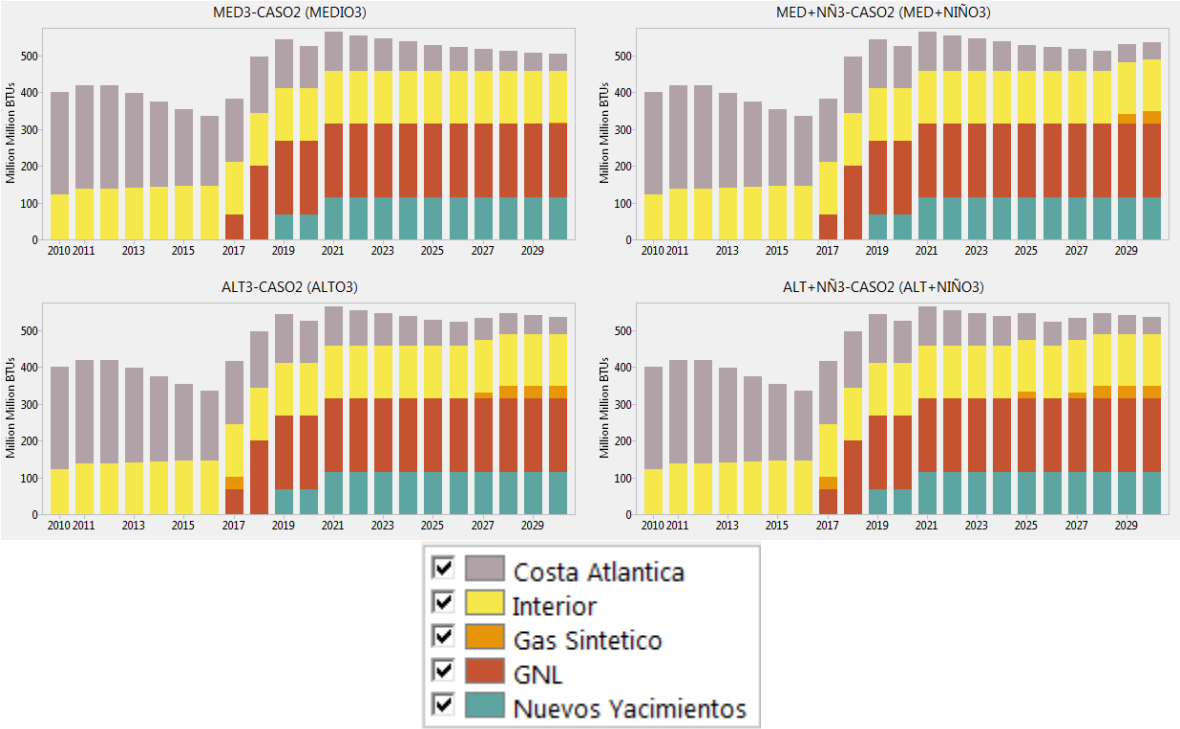 MED3-CASO2 (MEDIO3)
Million Million BTUs
500
400
300
200
100
0
2010 2011 2013 2015 2017 2019 2021 2023 2025 2027 2029
MED+NÑ3-CASO2 (MED+NIÑO3)
Million Million BTUs
500
400
300
200
100
0
2010 2011 2013 2015 2017 2019 2021 2023 2025 2027 2029
ALT3-CASO2 (ALTO3)
Million Million BTUs
500
400
300
200
100
0
2010 2011 2013 2015 2017 2019 2021 2023 2025 2027 2029
ALT+NÑ3-CASO2 (ALT+NIÑO3)
Million Million BTUs
500
400
300
200
100
0
2010 2011 2013 2015 2017 2019 2021 2023 2025 2027 2029
Costa Atlantica
Interior
Gas Sintetico
GNL
Nuevos Yacimientos